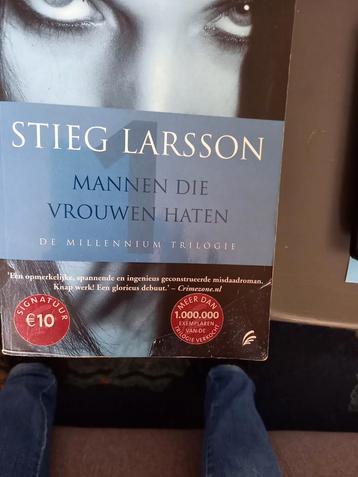 1
STIEG LARSSON
MANNEN DIE
VROUWEN HATEN
DE MILLENNIUM TRILOGIE
'Een opmerkelijke, spannende en ingenieus geconstrueerde misdaadroman.
Knap werk! Een glorieus debuut.' – Crimezone.nl
SIGNATUUR
€10
MEER DAN
1.000.000
EXEMPLAREN
VAN DE
TRILOGIE VERKOCHT